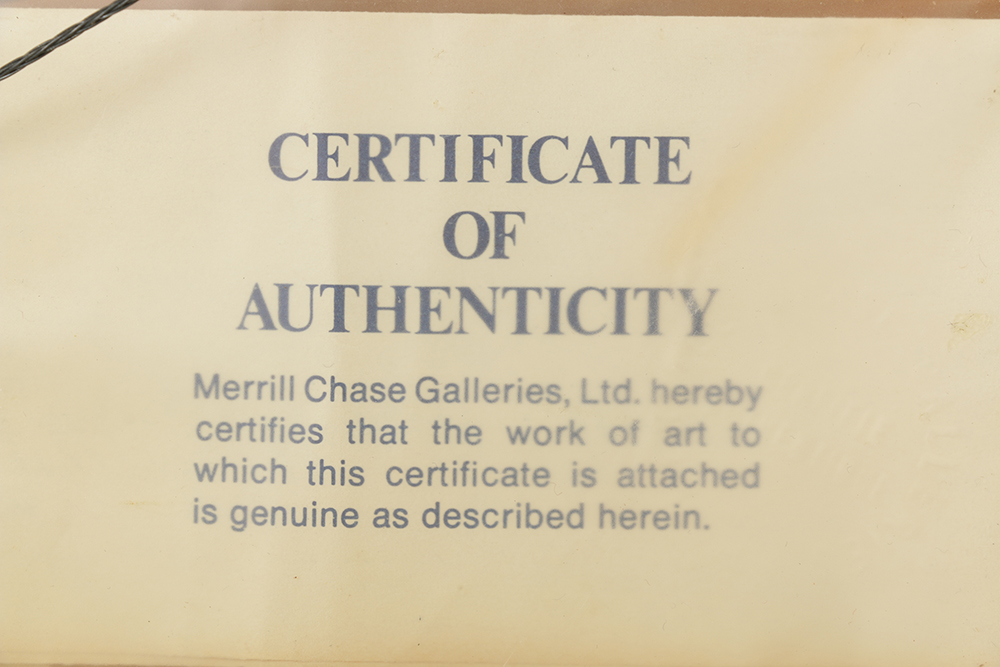 CERTIFICATE
OF
AUTHENTICITY
Merrill Chase Galleries, Ltd. hereby
certifies that the work of art to
which this certificate is attached
is genuine as described herein.